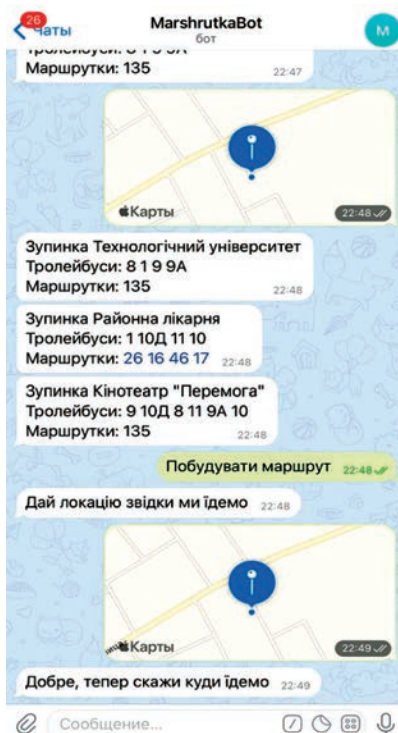 26
Чаты
MarshrutkaBot
бот
M
Маршрутки: 135
22:47
Карты
22:48
Зупинка Технологічний університет
Тролейбуси: 8 1 9 9А
Маршрутки: 135
22:48
Зупинка Районна лікарня
Тролейбуси: 1 10Д 11 10
Маршрутки: 26 16 46 17
22:48
Зупинка Кінотеатр "Перемога"
Тролейбуси: 9 10Д 8 11 9А 10
Маршрутки: 135
22:48
Побудувати маршрут 22:48
Дай локацію звідки ми їдемо 22:48
Карты
22:49
Добре, тепер скажи куди їдемо 22:49
Сообщение...